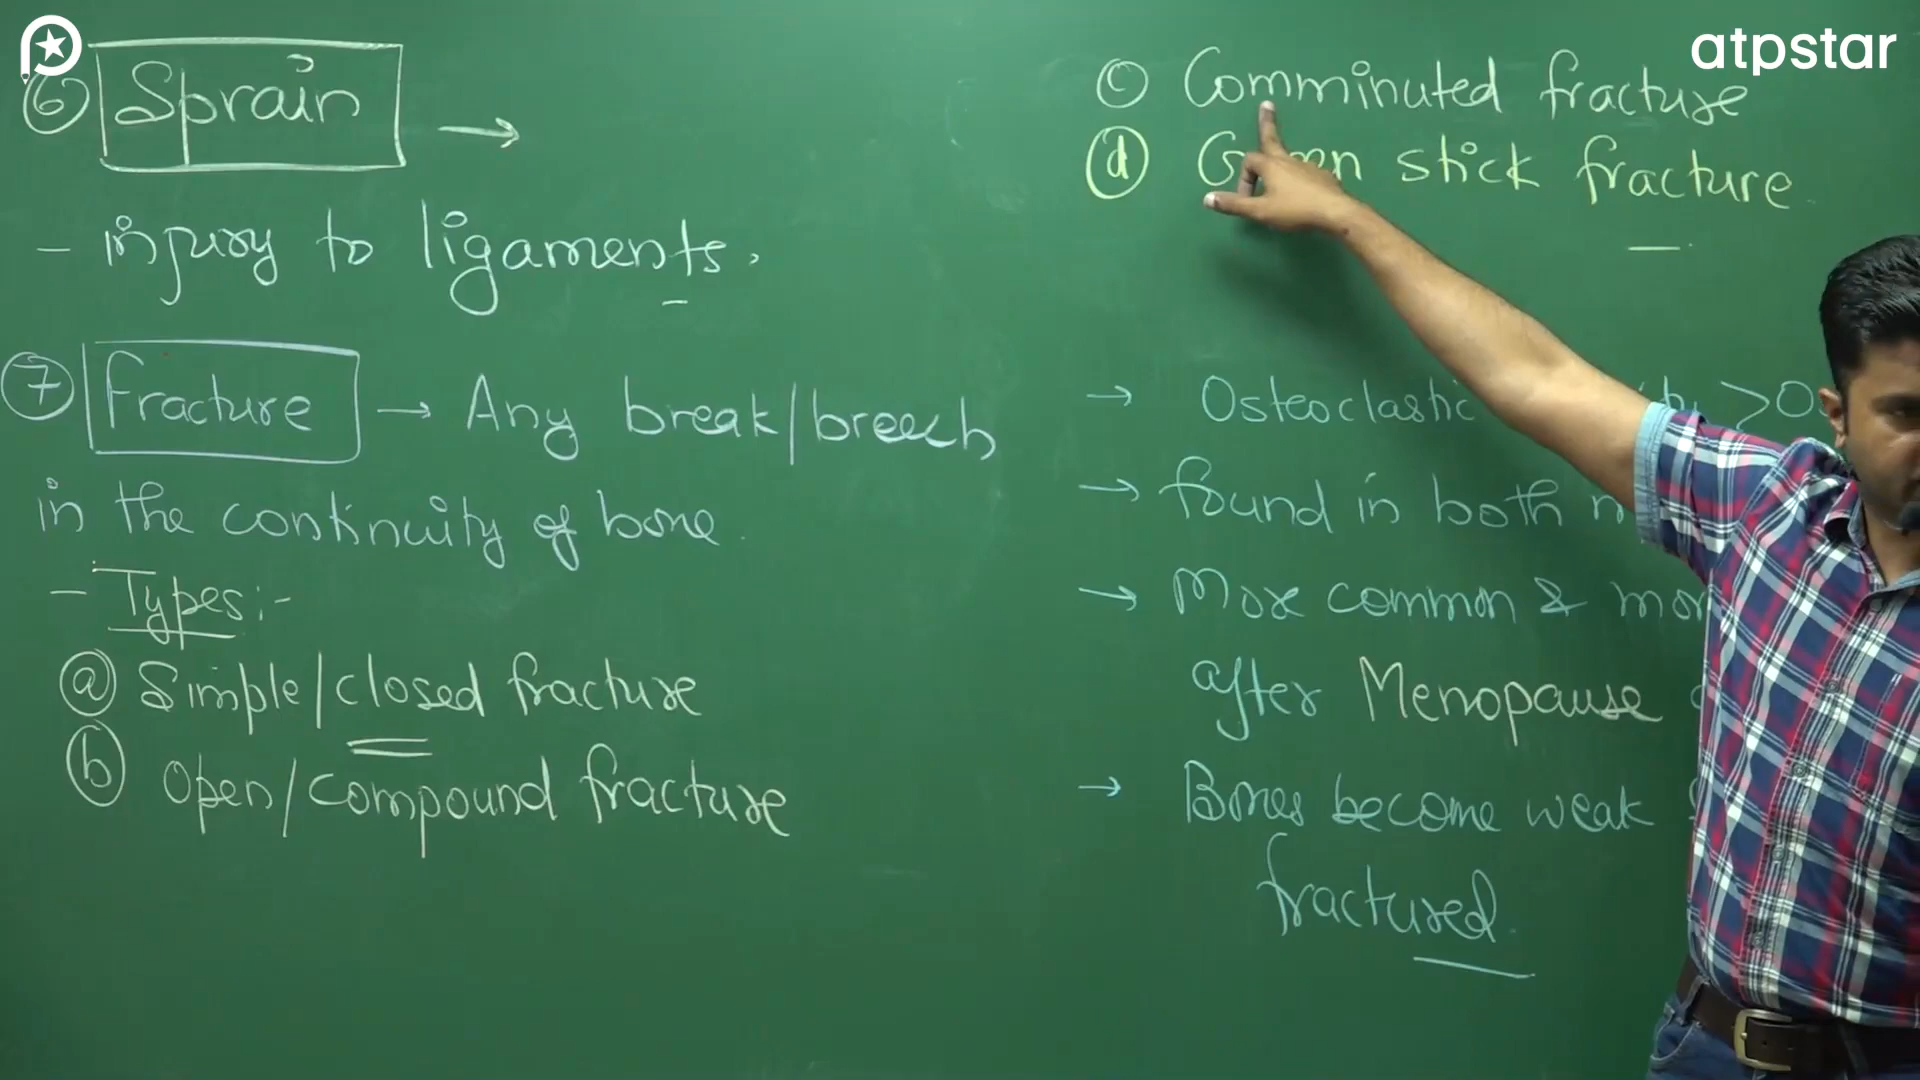 atpstar
6 Sprain →
- injury to ligaments.
7 Fracture → Any break/breech
in the continuity of bone.
- Types:-
a Simple/closed fracture
b Open/compound fracture
c Comminuted fracture
d Green stick fracture.
→ Osteoclastic > Os
→ found in both
→ More common & mor
after Menopause
→ Bones become weak
fractured.